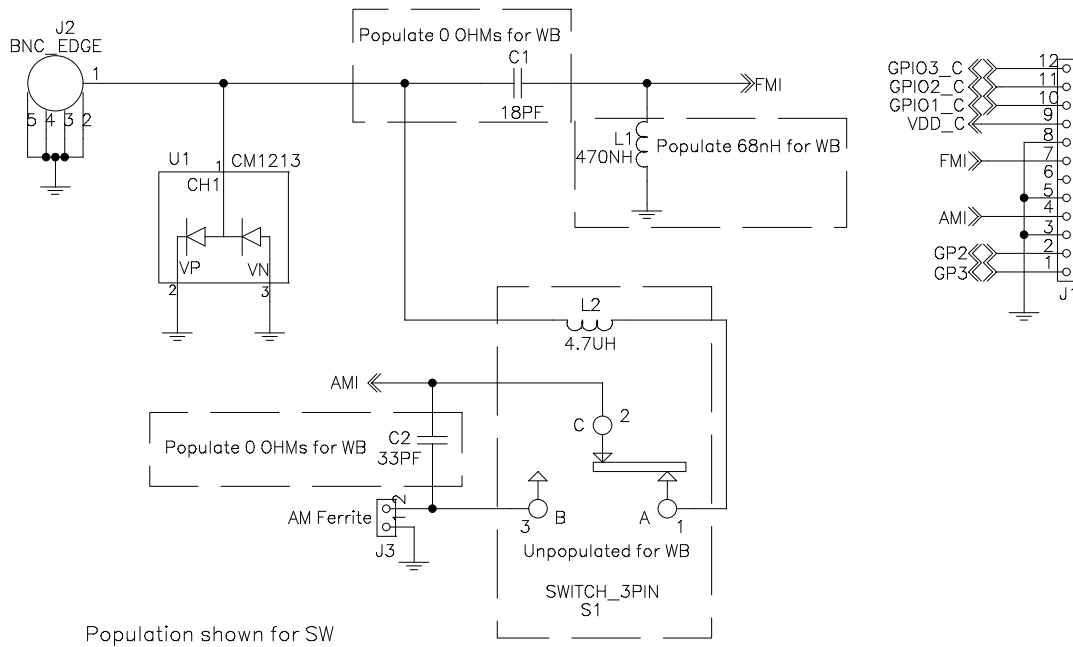 J2
BNC_EDGE
1
5 4 3 2
Populate 0 OHMs for WB
C1
18PF
FMI
L1
470NH
Populate 68nH for WB
U1
CM1213
1
CH1
VP
VN
2
3
GPIO3_C
12
GPIO2_C
11
GPIO1_C
10
VDD_C
9
8
FMI
7
6
5
AMI
4
3
GP2
2
GP3
1
J1
L2
4.7UH
AMI
C
2
Populate 0 OHMs for WB
C2
33PF
AM Ferrite
1 2
J3
3
B
A
1
Unpopulated for WB
SWITCH_3PIN
S1
Population shown for SW